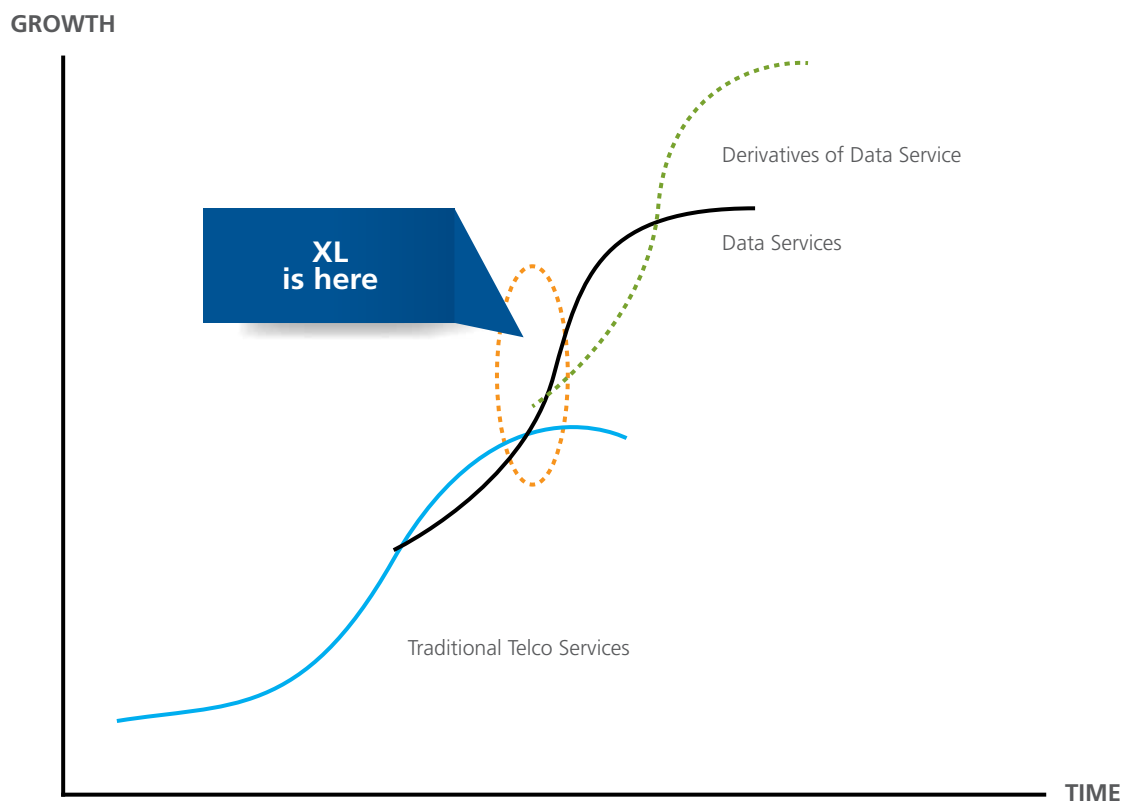 GROWTH
Derivatives of Data Service
XL
is here
Data Services
Traditional Telco Services
TIME